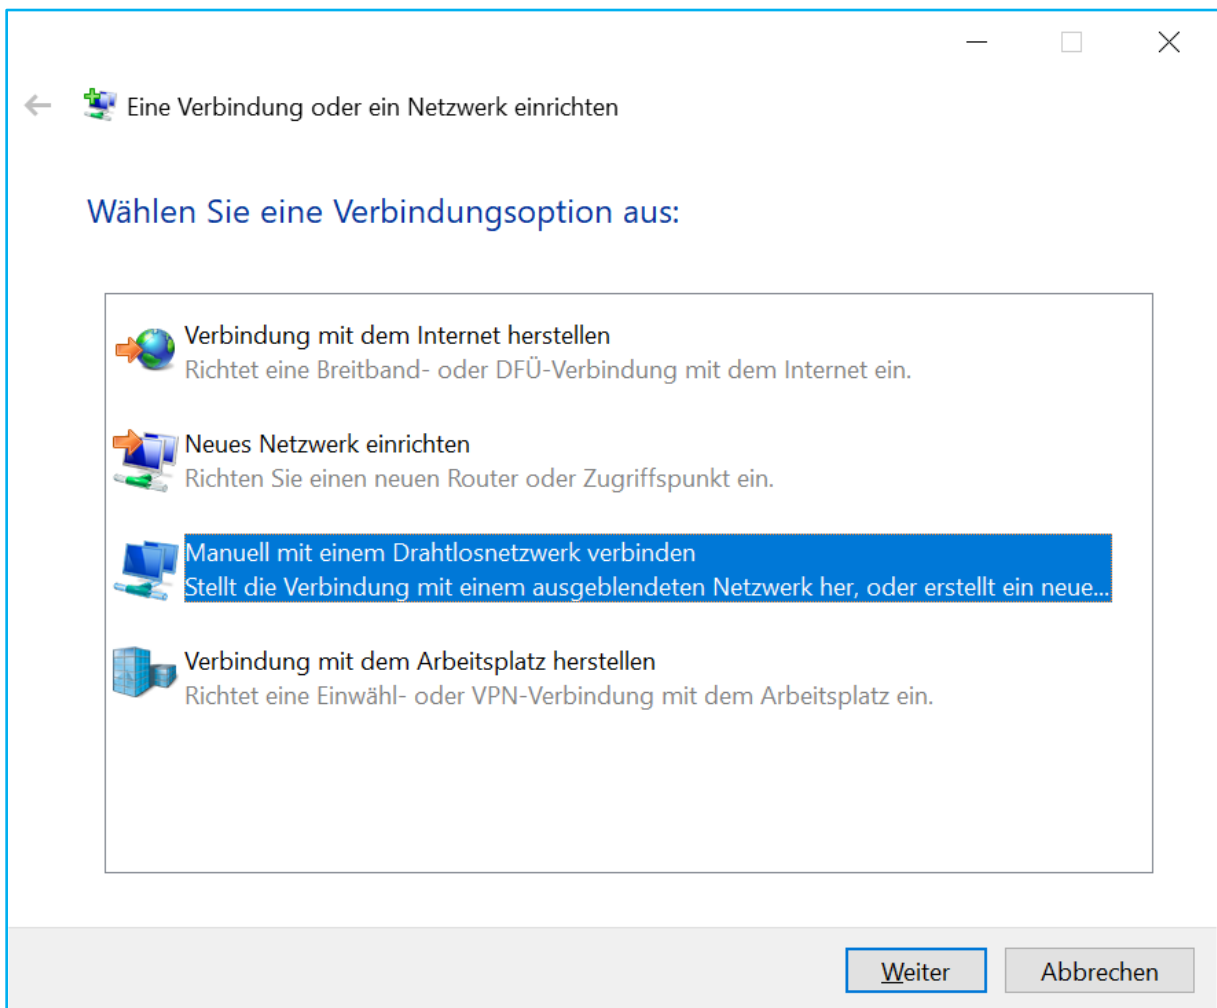 Eine Verbindung oder ein Netzwerk einrichten
Wählen Sie eine Verbindungsoption aus:
Verbindung mit dem Internet herstellen
Richtet eine Breitband- oder DFÜ-Verbindung mit dem Internet ein.
Neues Netzwerk einrichten
Richten Sie einen neuen Router oder Zugriffspunkt ein.
Manuell mit einem Drahtlosnetzwerk verbinden
Stellt die Verbindung mit einem ausgeblendeten Netzwerk her, oder erstellt ein neue...
Verbindung mit dem Arbeitsplatz herstellen
Richtet eine Einwähl- oder VPN-Verbindung mit dem Arbeitsplatz ein.
Weiter
Abbrechen